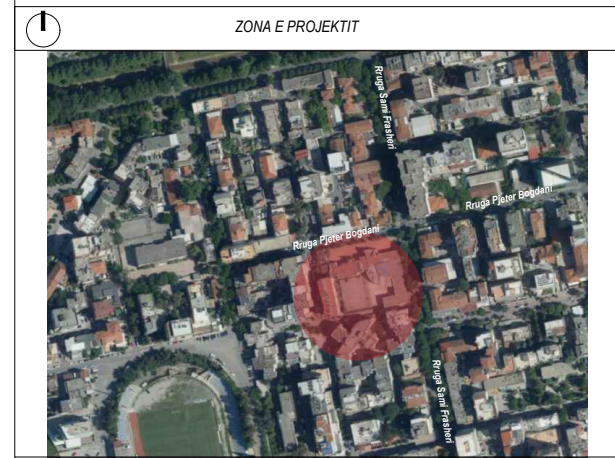 ZONA E PROJEKTIT
Rruga Sami Frasheri
Rruga Pjeter Bogdani
Rruga Pjeter Bogdani
Rruga Sami Frasheri